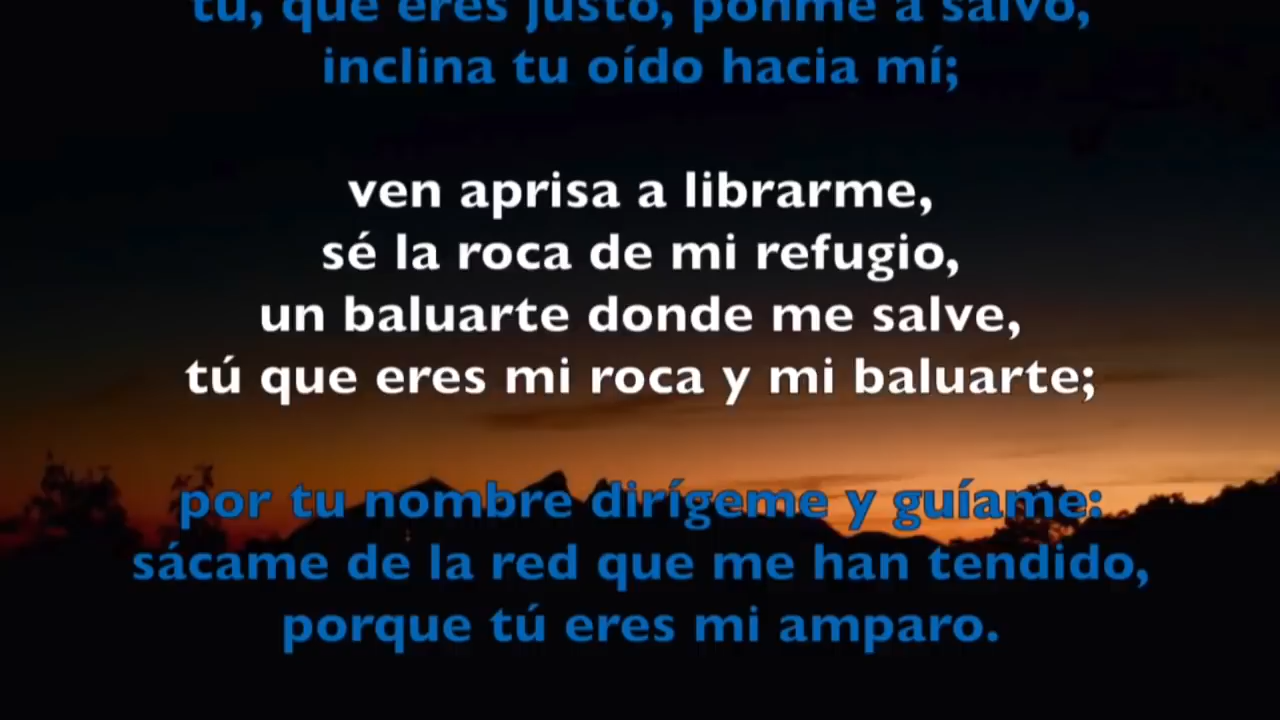 tú, que eres justo, ponme a salvo,
inclina tu oído hacia mí;
ven aprisa a librarme,
sé la roca de mi refugio,
un baluarte donde me salve,
tú que eres mi roca y mi baluarte;
por tu nombre dirígeme y guíame:
sácame de la red que me han tendido,
porque tú eres mi amparo.